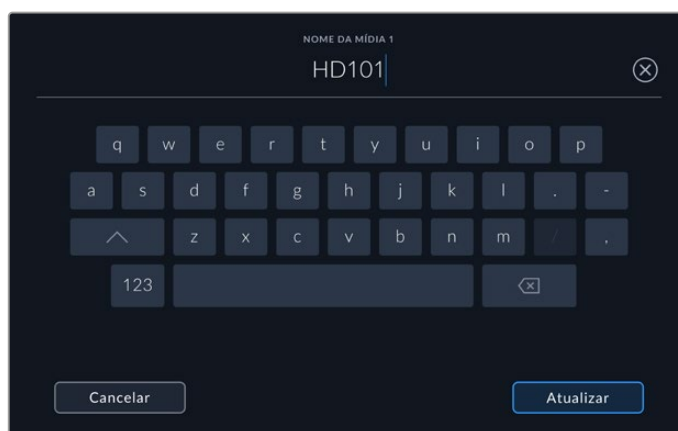 NOME DA MÍDIA 1
HD101
q w e r t y u i o p
a s d f g h j k l . -
z x c v b n m / ,
123
Cancelar Atualizar